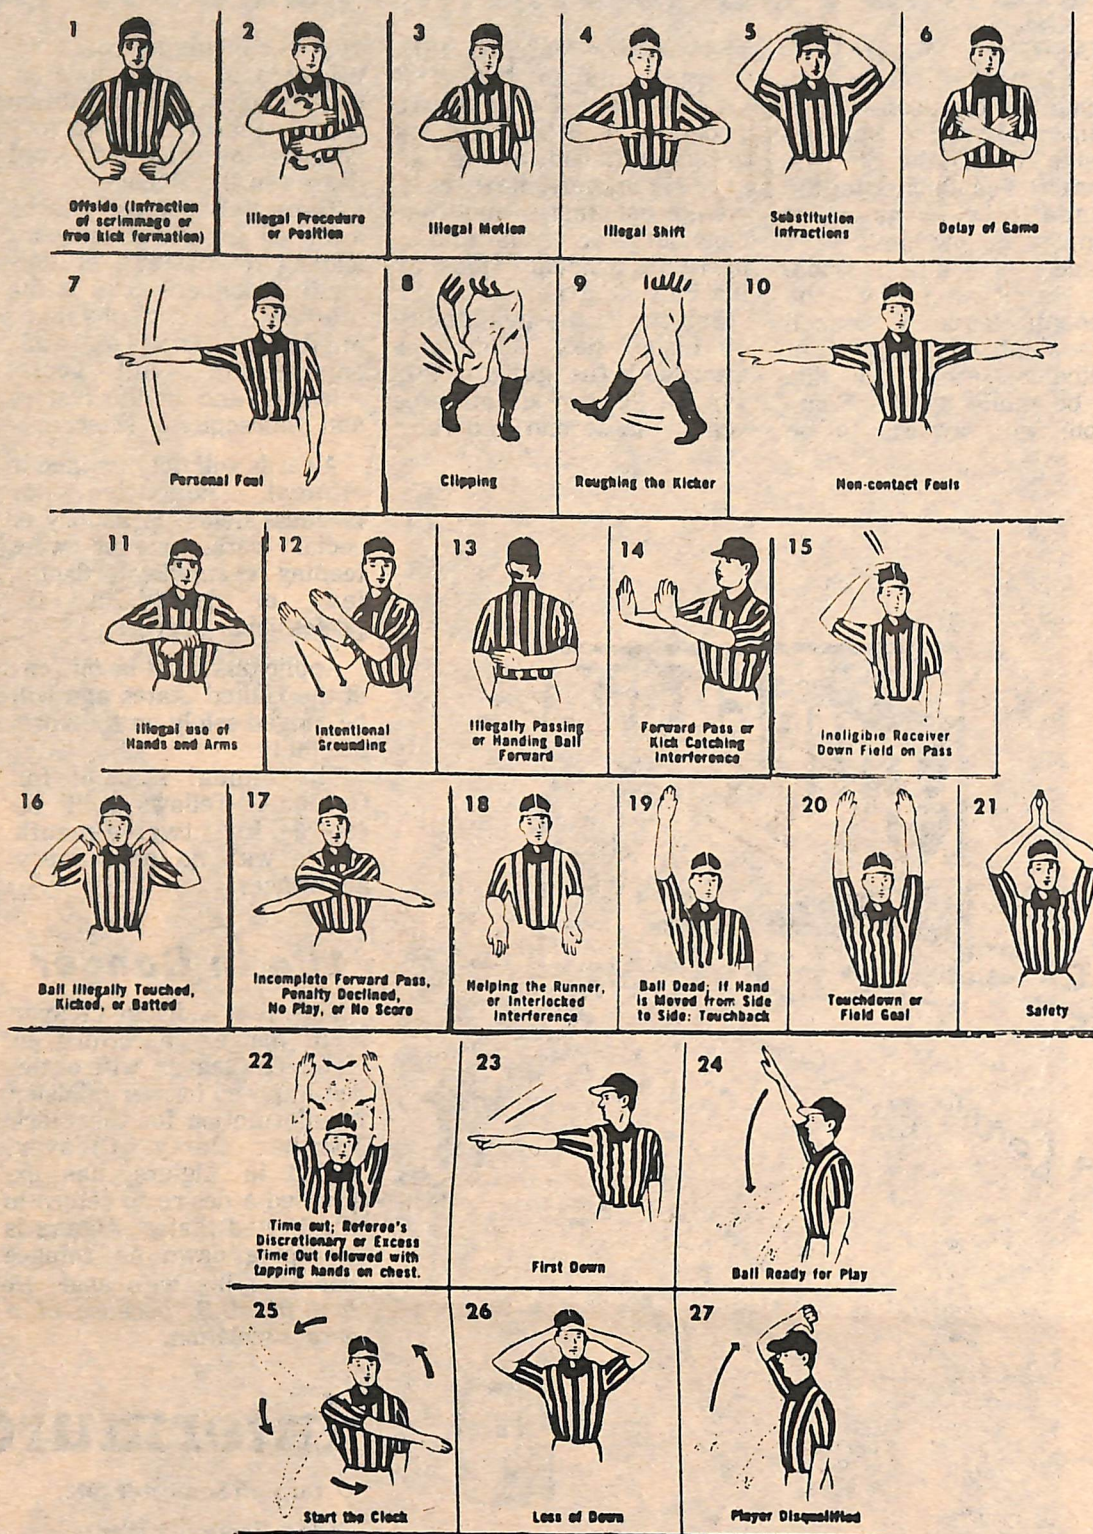 1
Offside (Infraction
of scrimmage or
free kick formation)
2
Illegal Procedure
or Position
3
Illegal Motion
4
Illegal Shift
5
Substitution
Infractions
6
Delay of Game
7
Personal Foul
8
Clipping
9
Roughing the Kicker
10
Non-contact Fouls
11
Illegal use of
Hands and Arms
12
Intentional
Grounding
13
Illegally Passing
or Handing Ball
Forward
14
Forward Pass or
Kick Catching
Interference
15
Ineligible Receiver
Down Field on Pass
16
Ball Illegally Touched,
Kicked, or Batted
17
Incomplete Forward Pass,
Penalty Declined,
No Play, or No Score
18
Helping the Runner,
or Interlocked
Interference
19
Ball Dead; If Hand
is Moved from Side
to Side: Touchback
20
Touchdown or
Field Goal
21
Safety
22
Time out; Referee's
Discretionary or Excess
Time Out followed with
tapping hands on chest.
23
First Down
24
Ball Ready for Play
25
Start the Clock
26
Loss of Down
27
Player Disqualified